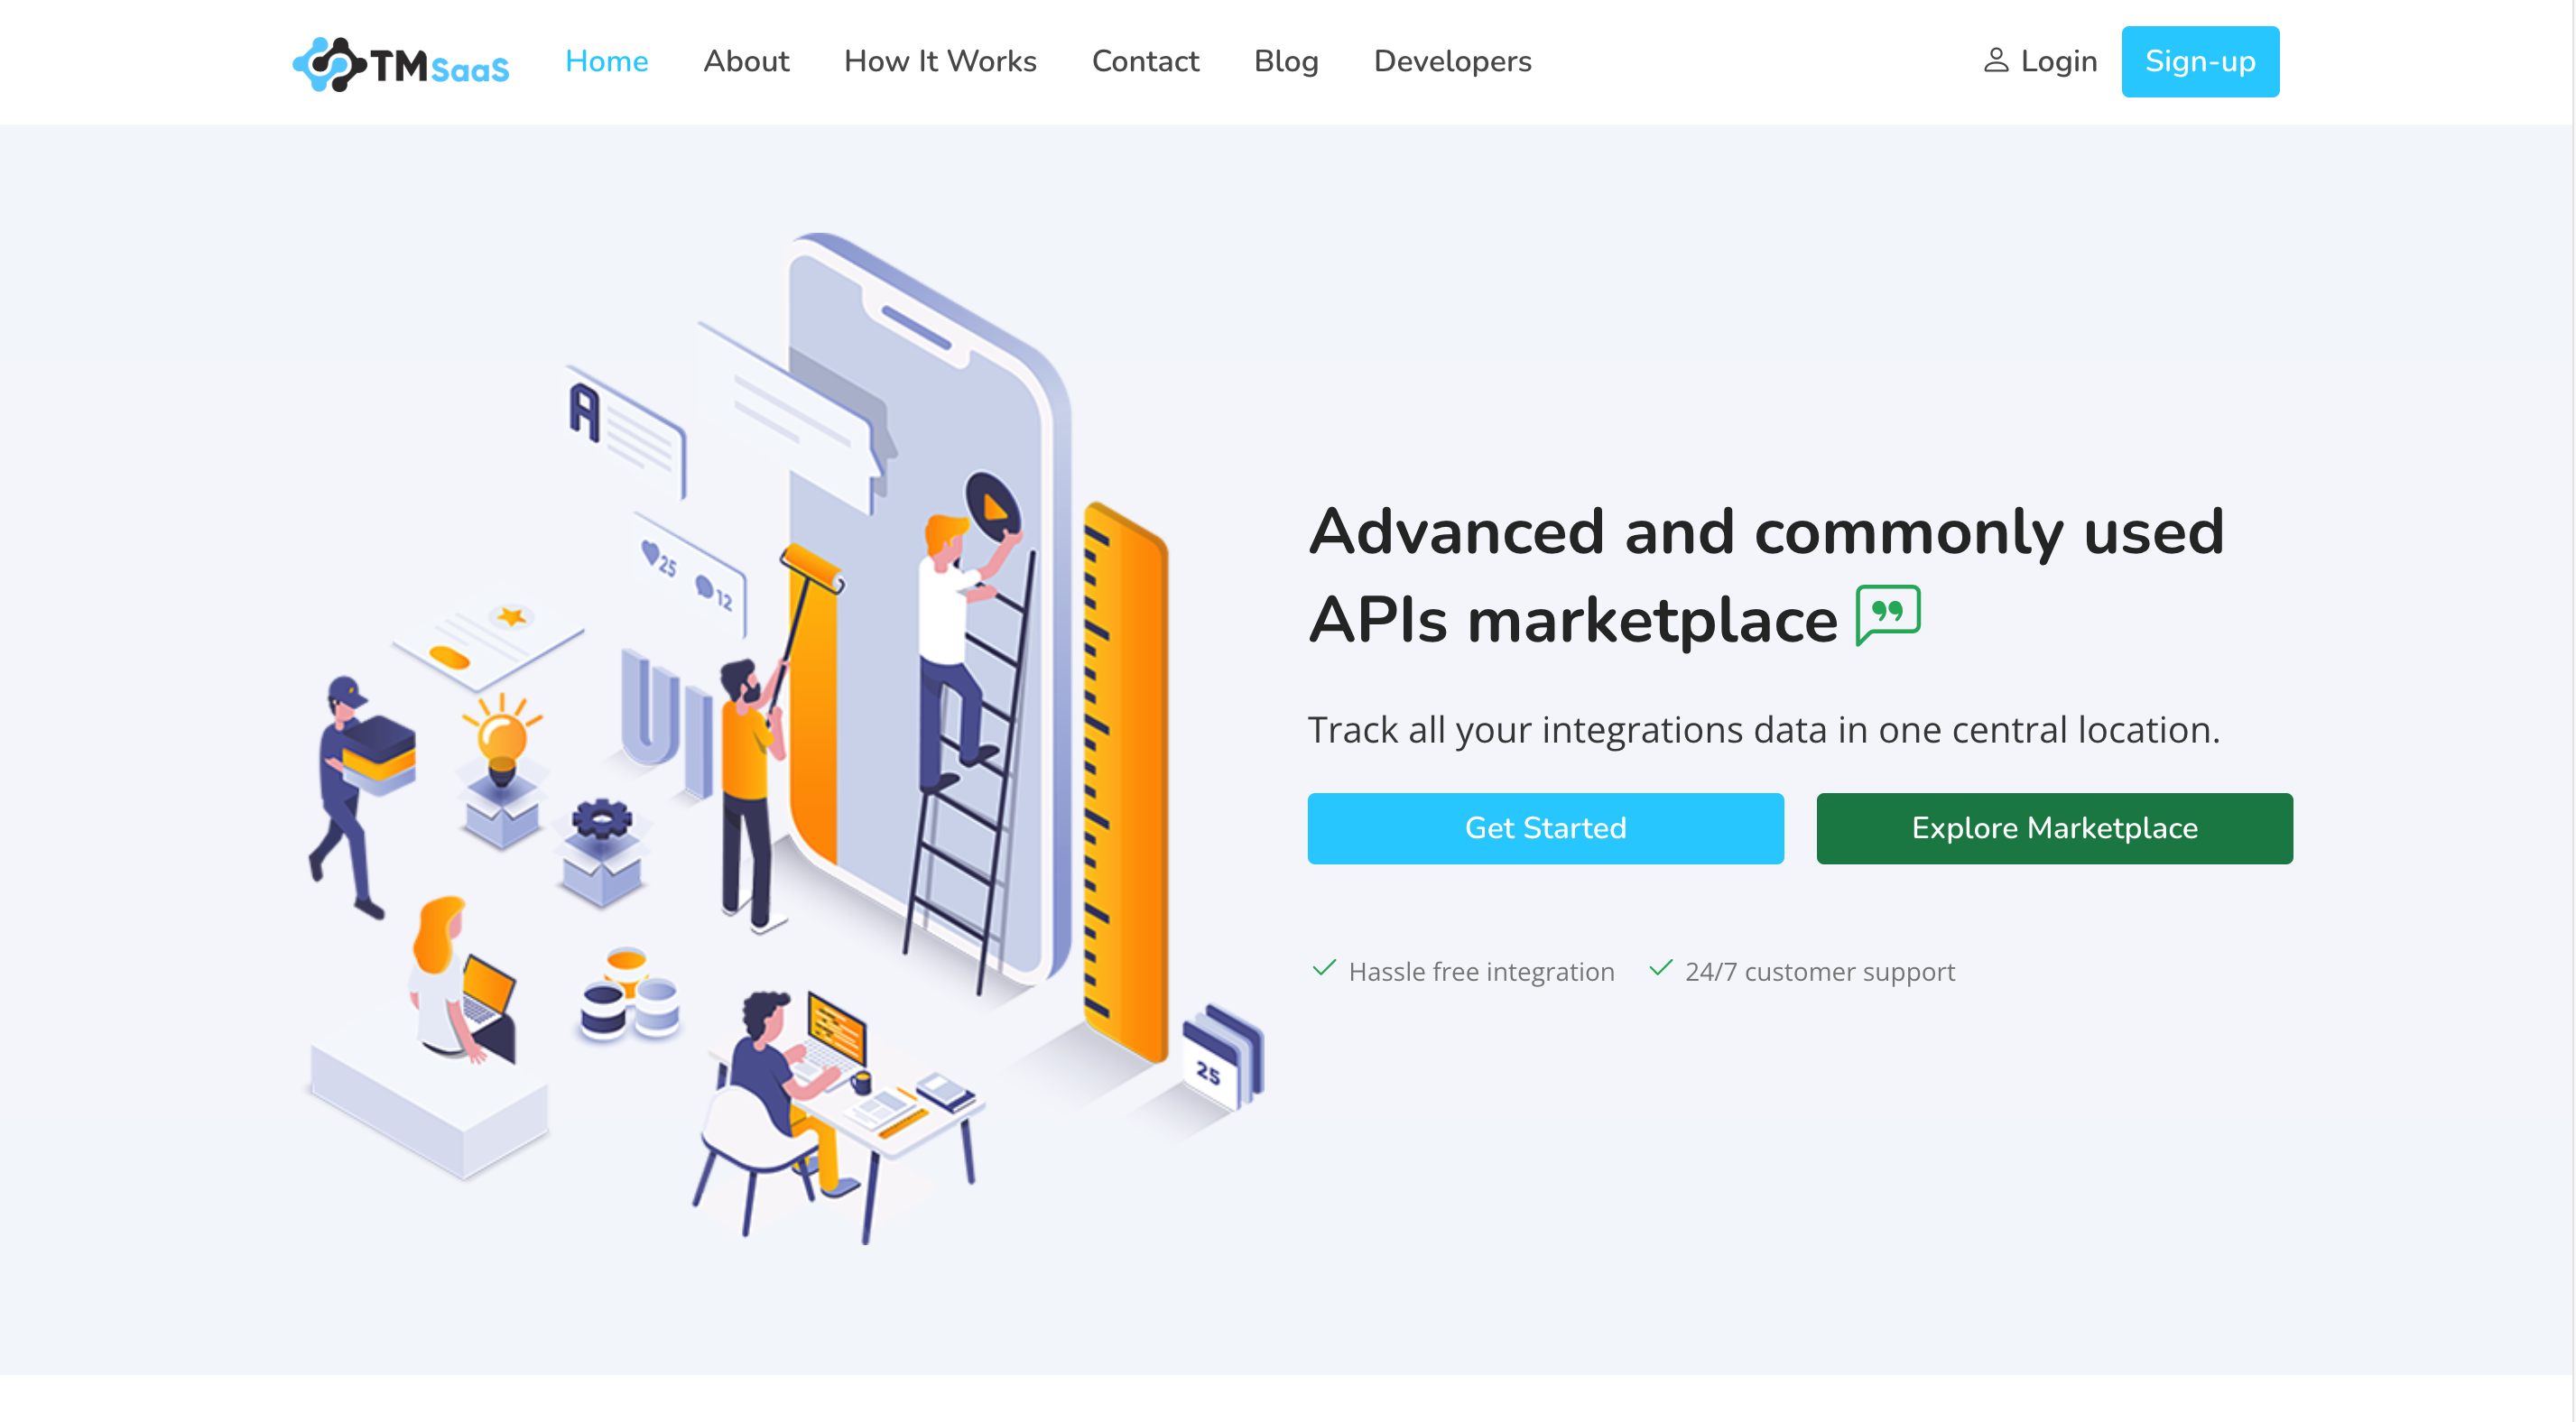 TMSaaS
Home About How It Works Contact Blog Developers
Login Sign-up
A
25 12
UI
25
Advanced and commonly used
APIs marketplace
Track all your integrations data in one central location.
Get Started Explore Marketplace
Hassle free integration 24/7 customer support